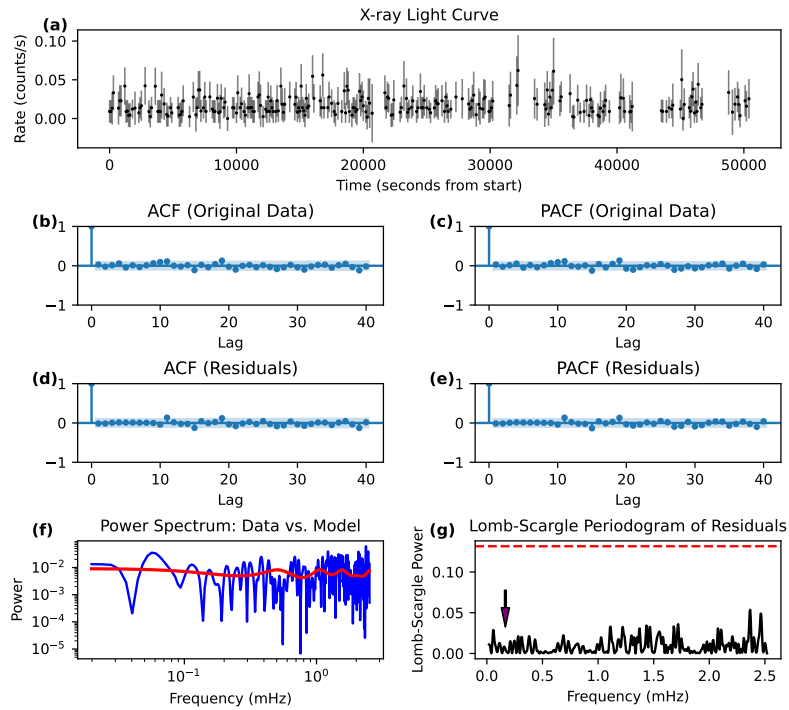 (a) X-ray Light Curve
Rate (counts/s)
0.10
0.05
0.00
0 10000 20000 30000 40000 50000
Time (seconds from start)
(b) ACF (Original Data)
1
0
−1
0 10 20 30 40
Lag
(c) PACF (Original Data)
1
0
−1
0 10 20 30 40
Lag
(d) ACF (Residuals)
1
0
−1
0 10 20 30 40
Lag
(e) PACF (Residuals)
1
0
−1
0 10 20 30 40
Lag
(f) Power Spectrum: Data vs. Model
Power
10⁻²
10⁻³
10⁻⁴
10⁻⁵
10⁻¹ 10⁰
Frequency (mHz)
(g) Lomb-Scargle Periodogram of Residuals
Lomb-Scargle Power
0.10
0.05
0.00
0.0 0.5 1.0 1.5 2.0 2.5
Frequency (mHz)